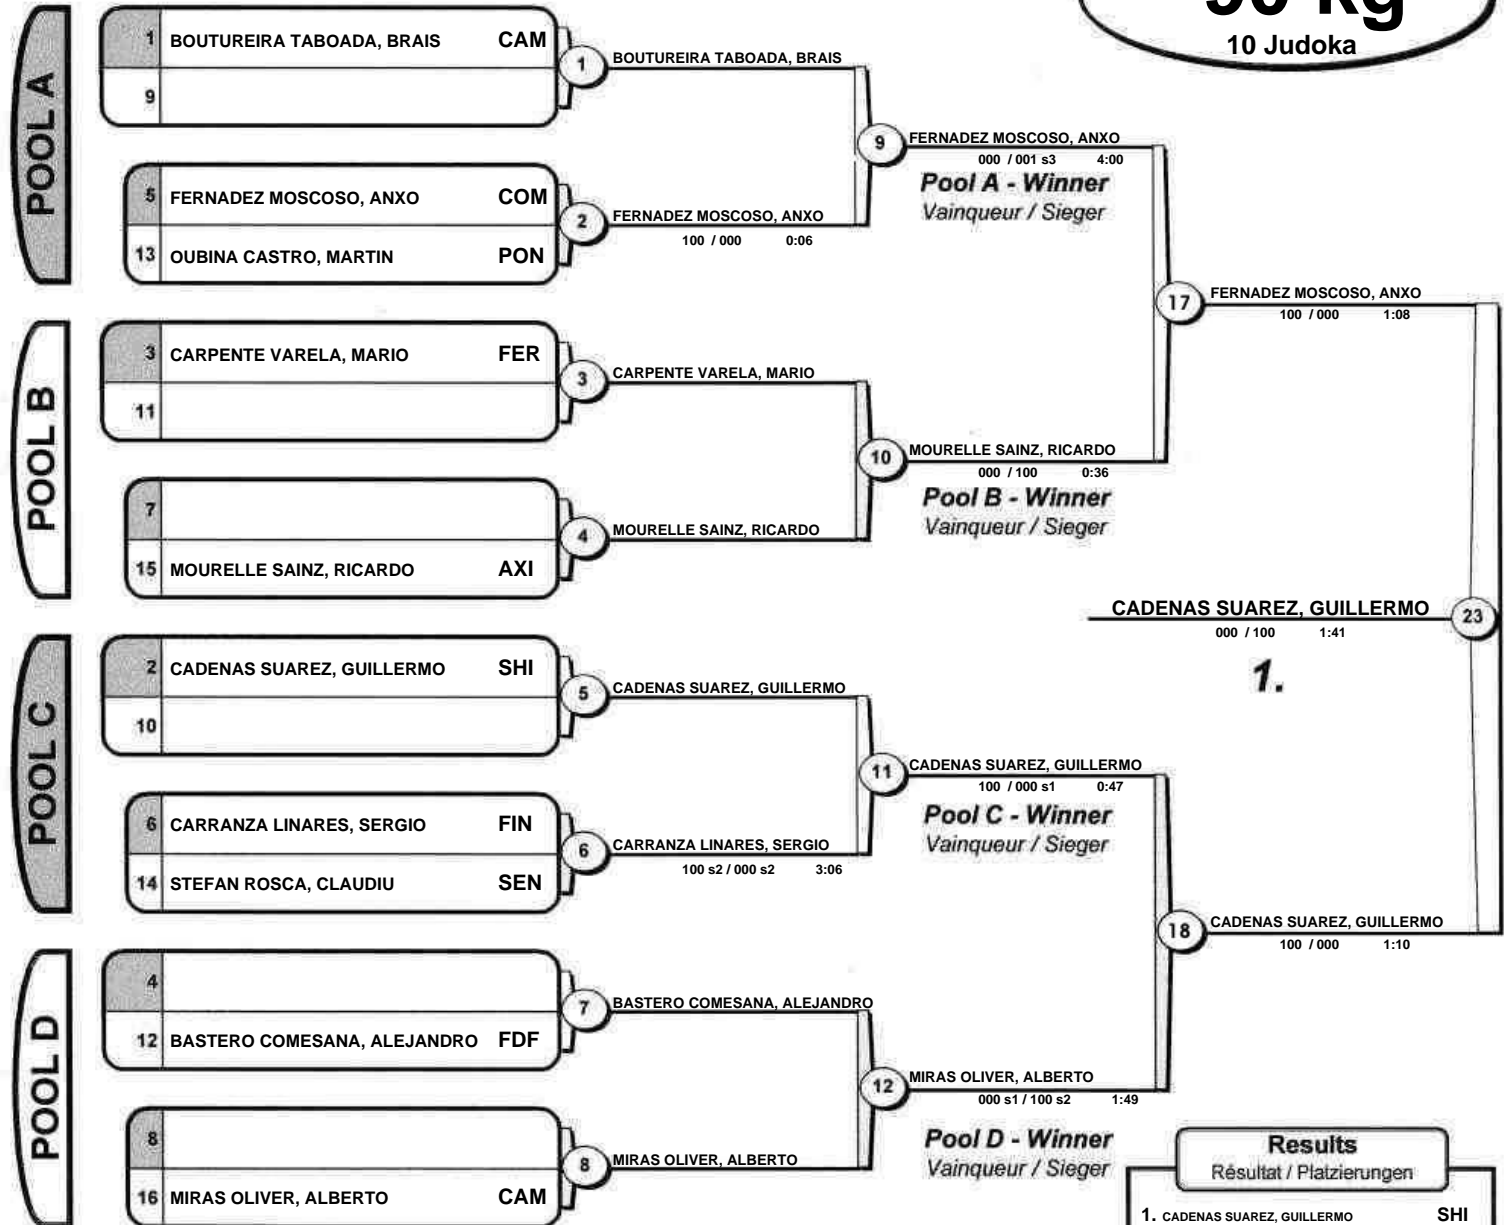 10 Judoka
POOL A
1 BOUTUREIRA TABOADA, BRAIS CAM
9
1 BOUTUREIRA TABOADA, BRAIS
5 FERNADEZ MOSCOSO, ANXO COM
13 OUBINA CASTRO, MARTIN PON
2 FERNADEZ MOSCOSO, ANXO
100 / 000 0:06
9 FERNADEZ MOSCOSO, ANXO
000 / 001 s3 4:00
Pool A - Winner
Vainqueur / Sieger
POOL B
3 CARPENTE VARELA, MARIO FER
11
3 CARPENTE VARELA, MARIO
7
15 MOURELLE SAINZ, RICARDO AXI
4 MOURELLE SAINZ, RICARDO
10 MOURELLE SAINZ, RICARDO
000 / 100 0:36
Pool B - Winner
Vainqueur / Sieger
17 FERNADEZ MOSCOSO, ANXO
100 / 000 1:08
CADENAS SUAREZ, GUILLERMO 23
000 / 100 1:41
1.
POOL C
2 CADENAS SUAREZ, GUILLERMO SHI
10
5 CADENAS SUAREZ, GUILLERMO
6 CARRANZA LINARES, SERGIO FIN
14 STEFAN ROSCA, CLAUDIU SEN
6 CARRANZA LINARES, SERGIO
100 s2 / 000 s2 3:06
11 CADENAS SUAREZ, GUILLERMO
100 / 000 s1 0:47
Pool C - Winner
Vainqueur / Sieger
POOL D
4
12 BASTERO COMESANA, ALEJANDRO FDF
7 BASTERO COMESANA, ALEJANDRO
8
16 MIRAS OLIVER, ALBERTO CAM
8 MIRAS OLIVER, ALBERTO
12 MIRAS OLIVER, ALBERTO
000 s1 / 100 s2 1:49
Pool D - Winner
Vainqueur / Sieger
18 CADENAS SUAREZ, GUILLERMO
100 / 000 1:10
Results
Résultat / Platzierungen
1. CADENAS SUAREZ, GUILLERMO SHI